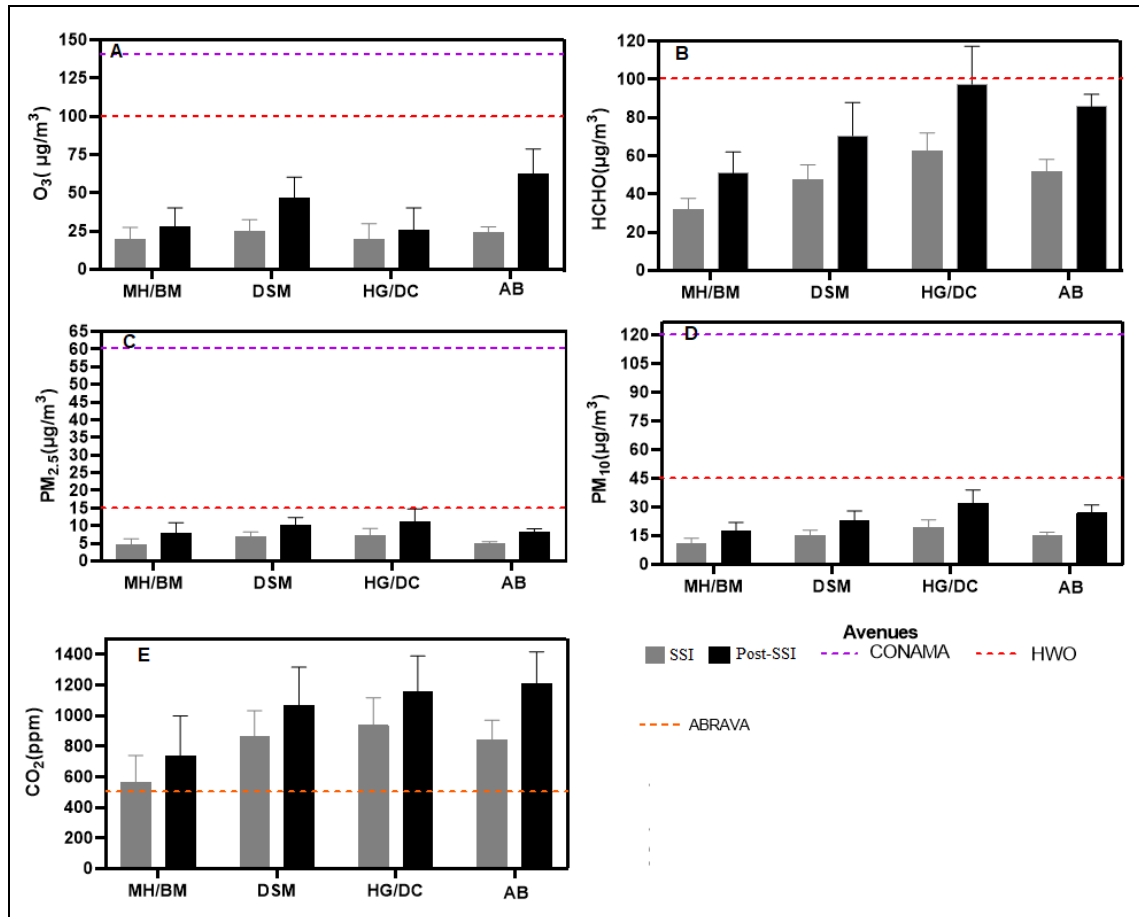 A
O3( µg/m3)
150
125
100
75
50
25
0
MH/BM DSM HG/DC AB
B
HCHO(µg/m3)
120
100
80
60
40
20
0
MH/BM DSM HG/DC AB
C
PM2.5(µg/m3)
65
60
55
50
45
40
35
30
25
20
15
10
5
0
MH/BM DSM HG/DC AB
D
PM10(µg/m3)
120
105
90
75
60
45
30
15
0
MH/BM DSM HG/DC AB
E
CO2(ppm)
1400
1200
1000
800
600
400
200
0
MH/BM DSM HG/DC AB
Avenues
SSI Post-SSI CONAMA HWO
ABRAVA